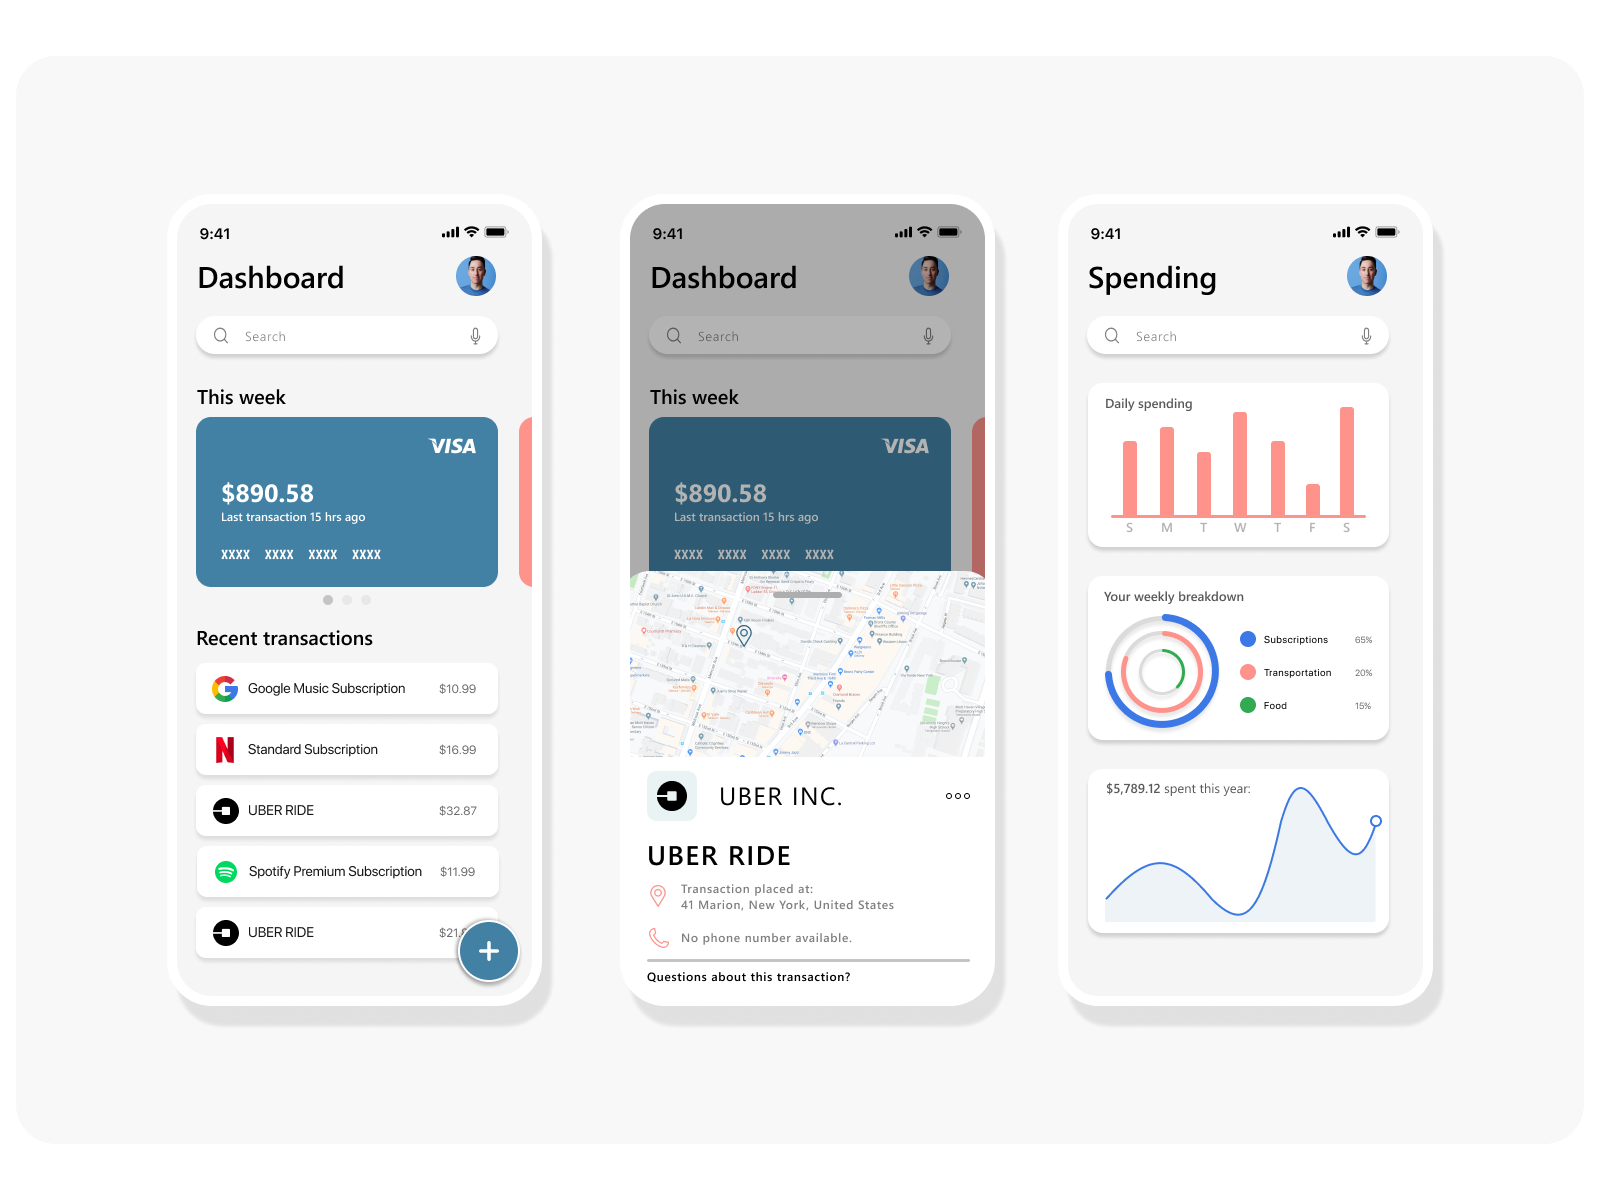 9:41
Dashboard
Search
This week
VISA
$890.58
Last transaction 15 hrs ago
XXXX XXXX XXXX XXXX
Recent transactions
Google Music Subscription $10.99
Standard Subscription $16.99
UBER RIDE $32.87
Spotify Premium Subscription $11.99
UBER RIDE $21.
+
9:41
Dashboard
Search
This week
VISA
$890.58
Last transaction 15 hrs ago
XXXX XXXX XXXX XXXX
UBER INC.
UBER RIDE
Transaction placed at:
41 Marion, New York, United States
No phone number available.
Questions about this transaction?
9:41
Spending
Search
Daily spending
S M T W T F S
Your weekly breakdown
Subscriptions 65%
Transportation 20%
Food 15%
$5,789.12 spent this year: